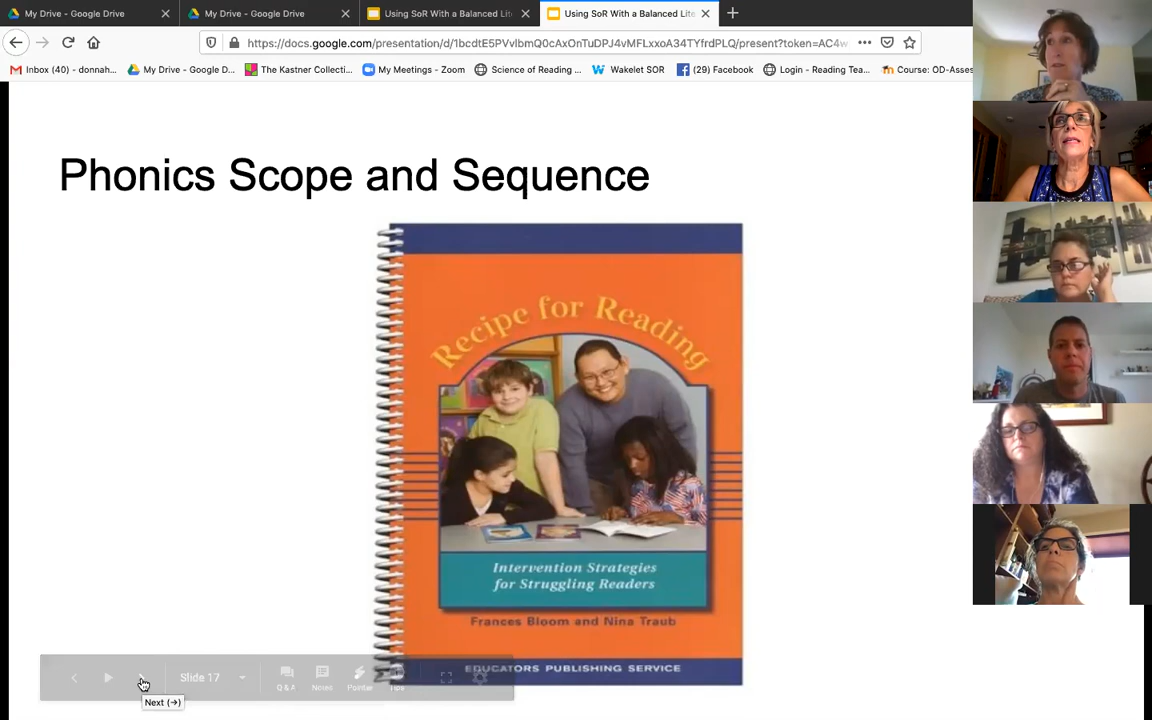 My Drive - Google Drive
My Drive - Google Drive
Using SoR With a Balanced Lit
Using SoR With a Balanced Lite
https://docs.google.com/presentation/d/1bcdtE5PVvlbmQ0cAxOnTuDPJ4vMFLxxoA34TYfrdPLQ/present?token=AC4w
Inbox (40) - donnah...
My Drive - Google D...
The Kastner Collecti...
My Meetings - Zoom
Science of Reading ...
Wakelet SOR
(29) Facebook
Login - Reading Tea...
Course: OD-Asses
Phonics Scope and Sequence
Recipe for Reading
Intervention Strategies
for Struggling Readers
Frances Bloom and Nina Traub
EDUCATORS PUBLISHING SERVICE
Slide 17
Q & A
Notes
Pointer
Next (→)